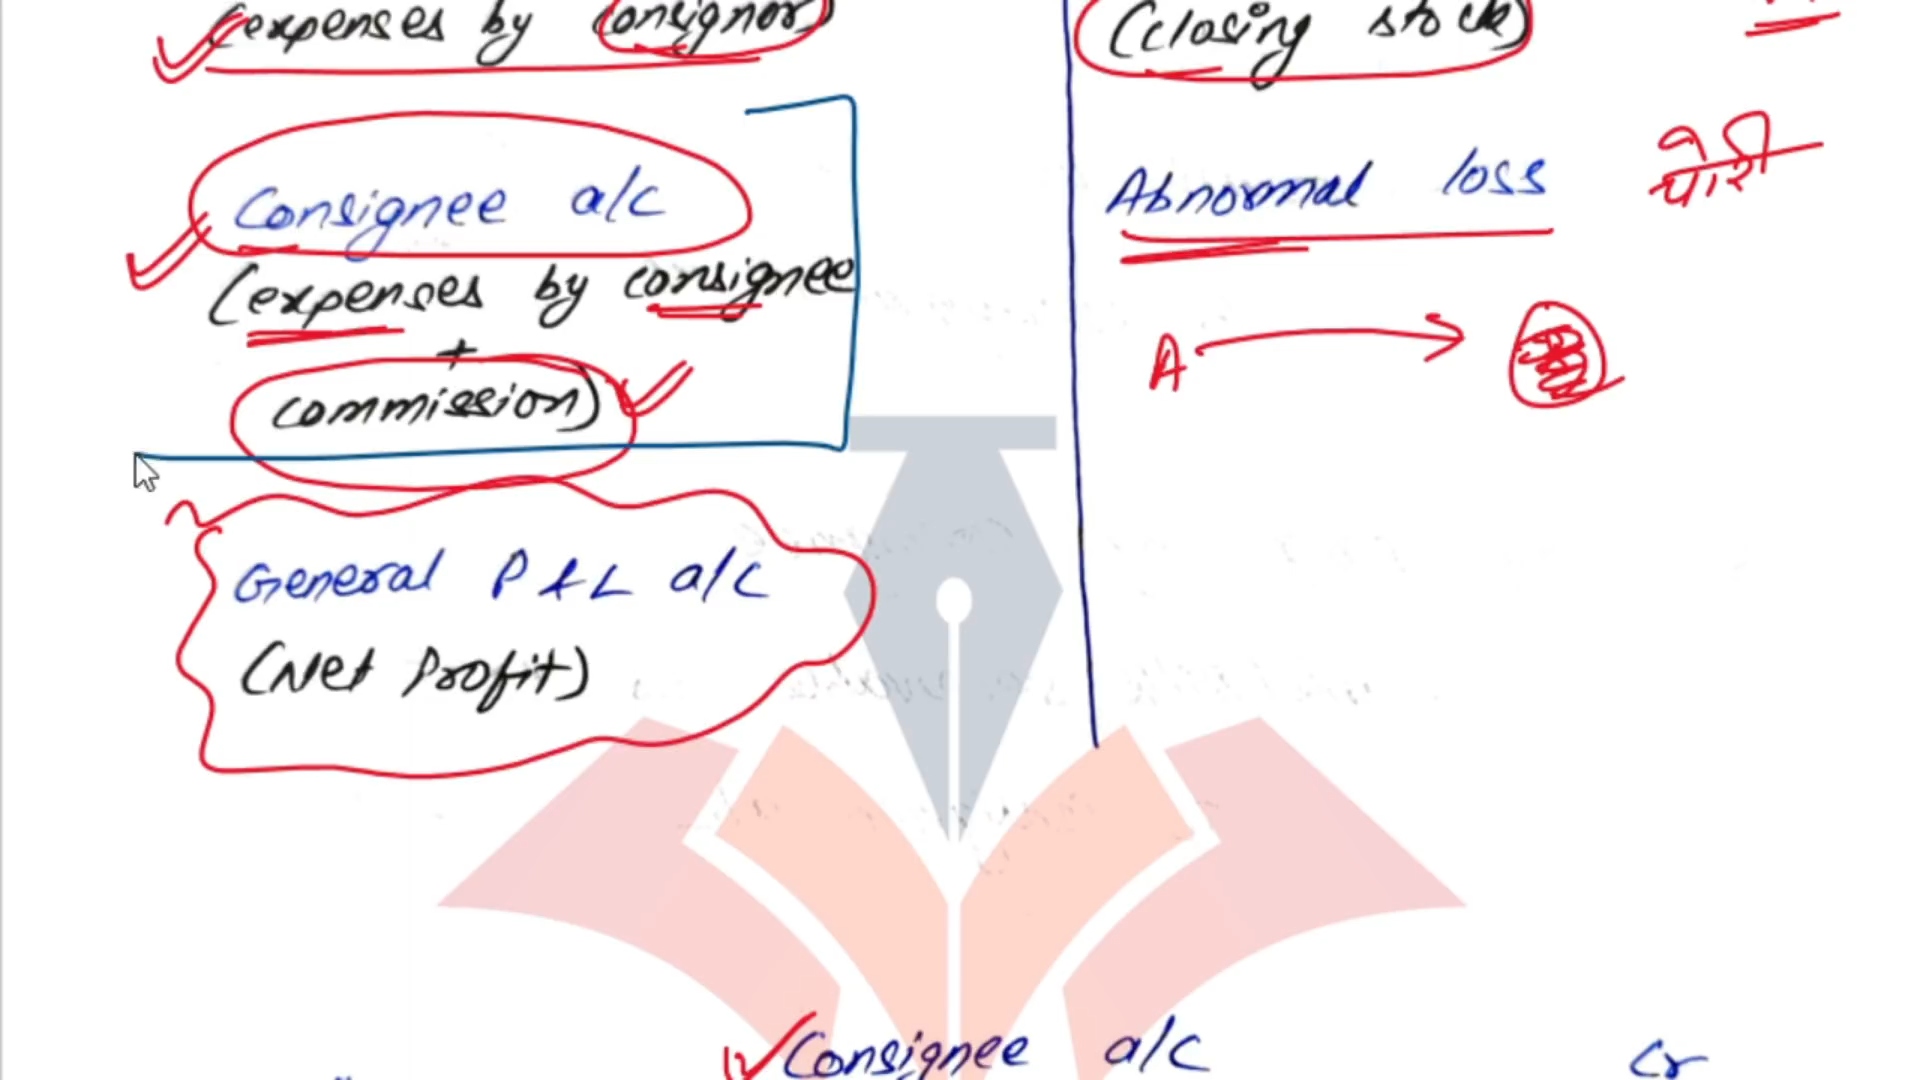 (expenses by consignor)
(closing stock)
Consignee a/c
(expenses by consignee
+
commission)
Abnormal loss
A
General P & L a/c
(Net Profit)
Consignee a/c
Cr